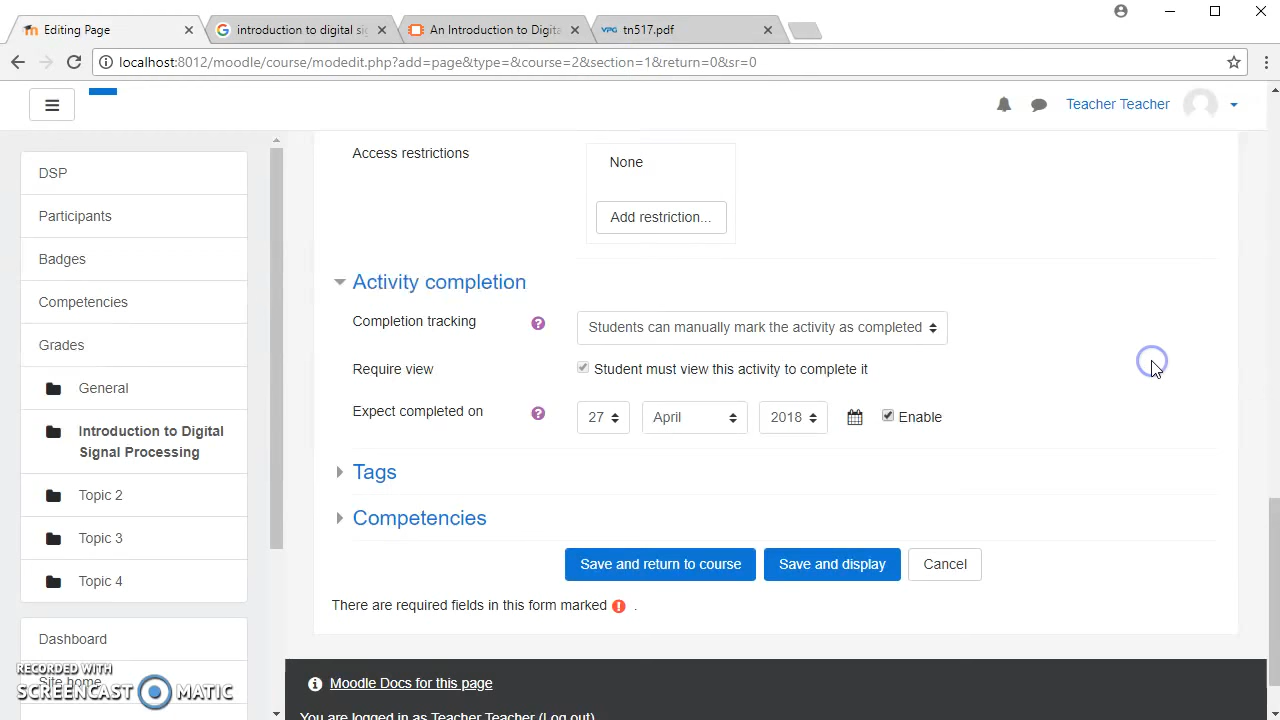 Editing Page
introduction to digital sig
An Introduction to Digita
VPG tn517.pdf
localhost:8012/moodle/course/modedit.php?add=page&type=&course=2&section=1&return=0&sr=0
Teacher Teacher
DSP
Participants
Badges
Competencies
Grades
General
Introduction to Digital
Signal Processing
Topic 2
Topic 3
Topic 4
Dashboard
Site home
Access restrictions
None
Add restriction...
Activity completion
Completion tracking
Students can manually mark the activity as completed
Require view
Student must view this activity to complete it
Expect completed on
27 April 2018 Enable
Tags
Competencies
Save and return to course Save and display Cancel
There are required fields in this form marked .
Moodle Docs for this page
You are logged in as Teacher Teacher (Log out)
RECORDED WITH
SCREENCAST MATIC